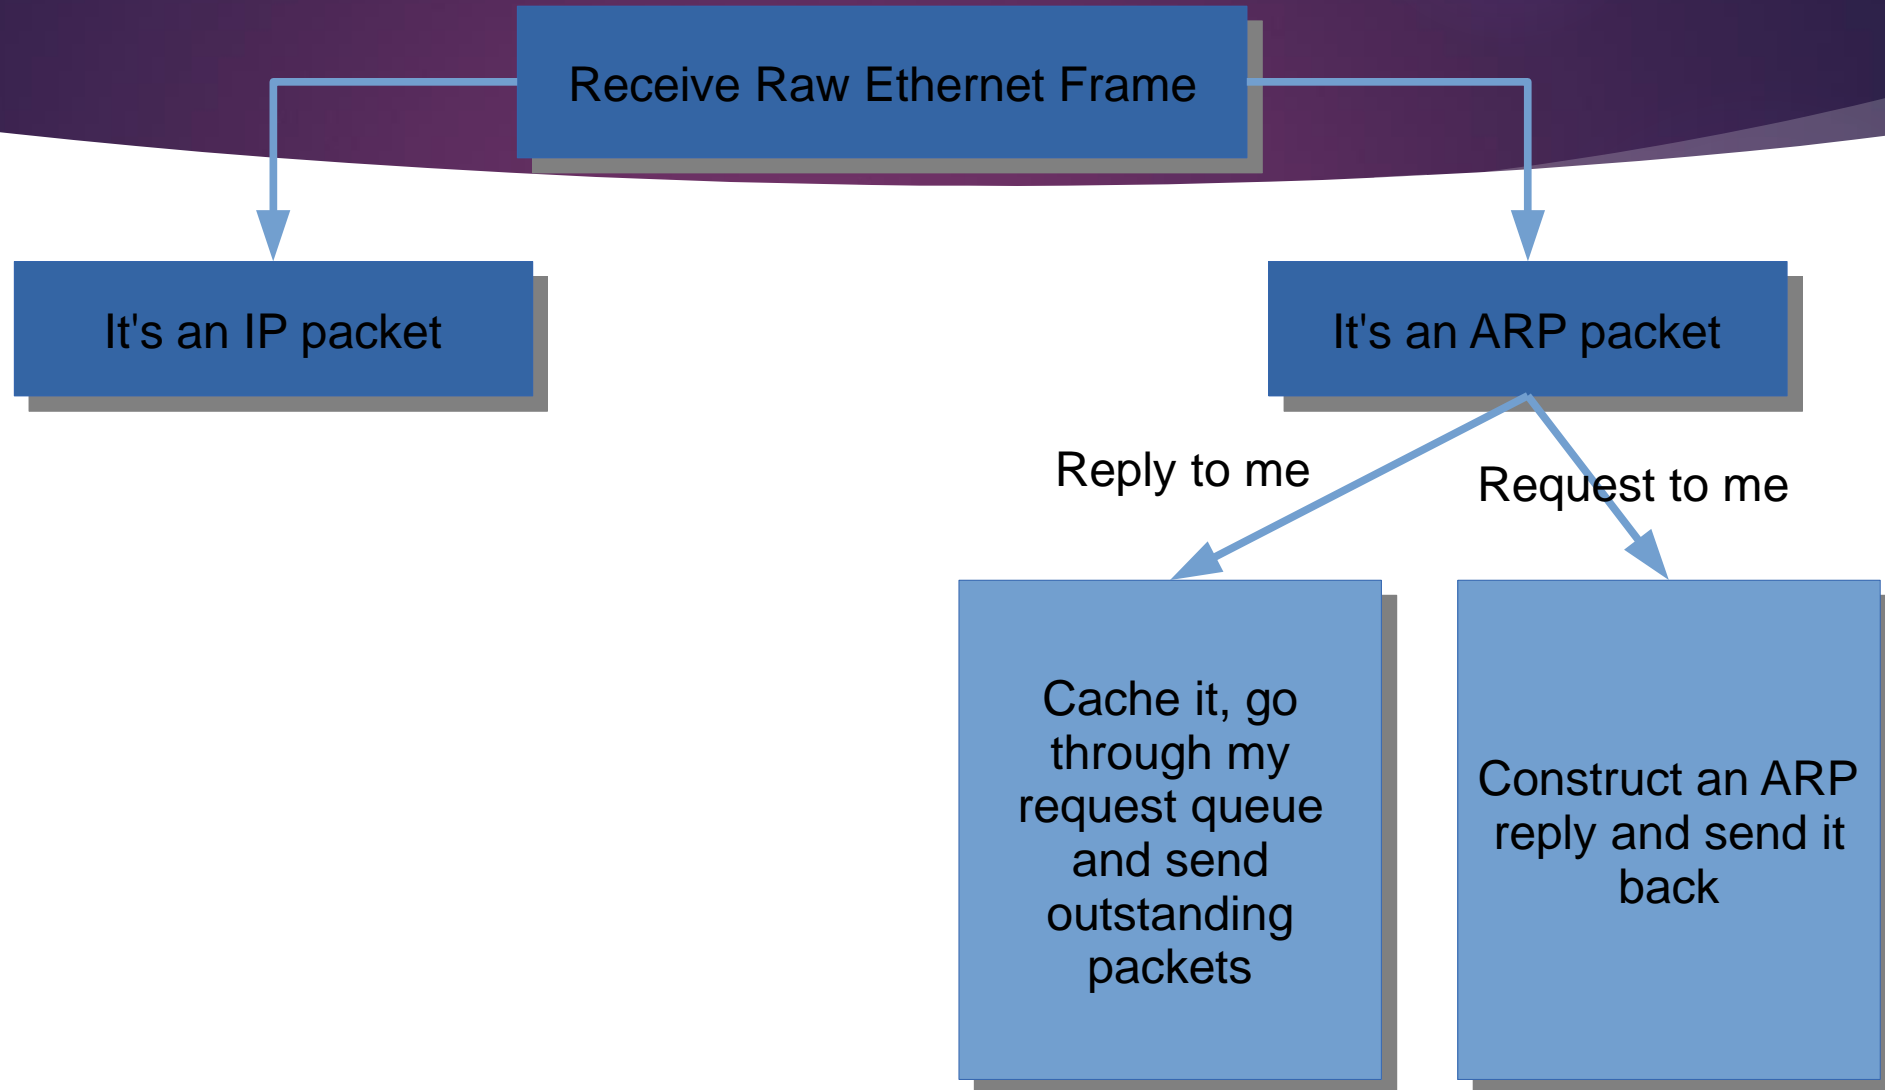 Receive Raw Ethernet Frame
It's an IP packet
It's an ARP packet
Reply to me
Request to me
Cache it, go
through my
request queue
and send
outstanding
packets
Construct an ARP
reply and send it
back